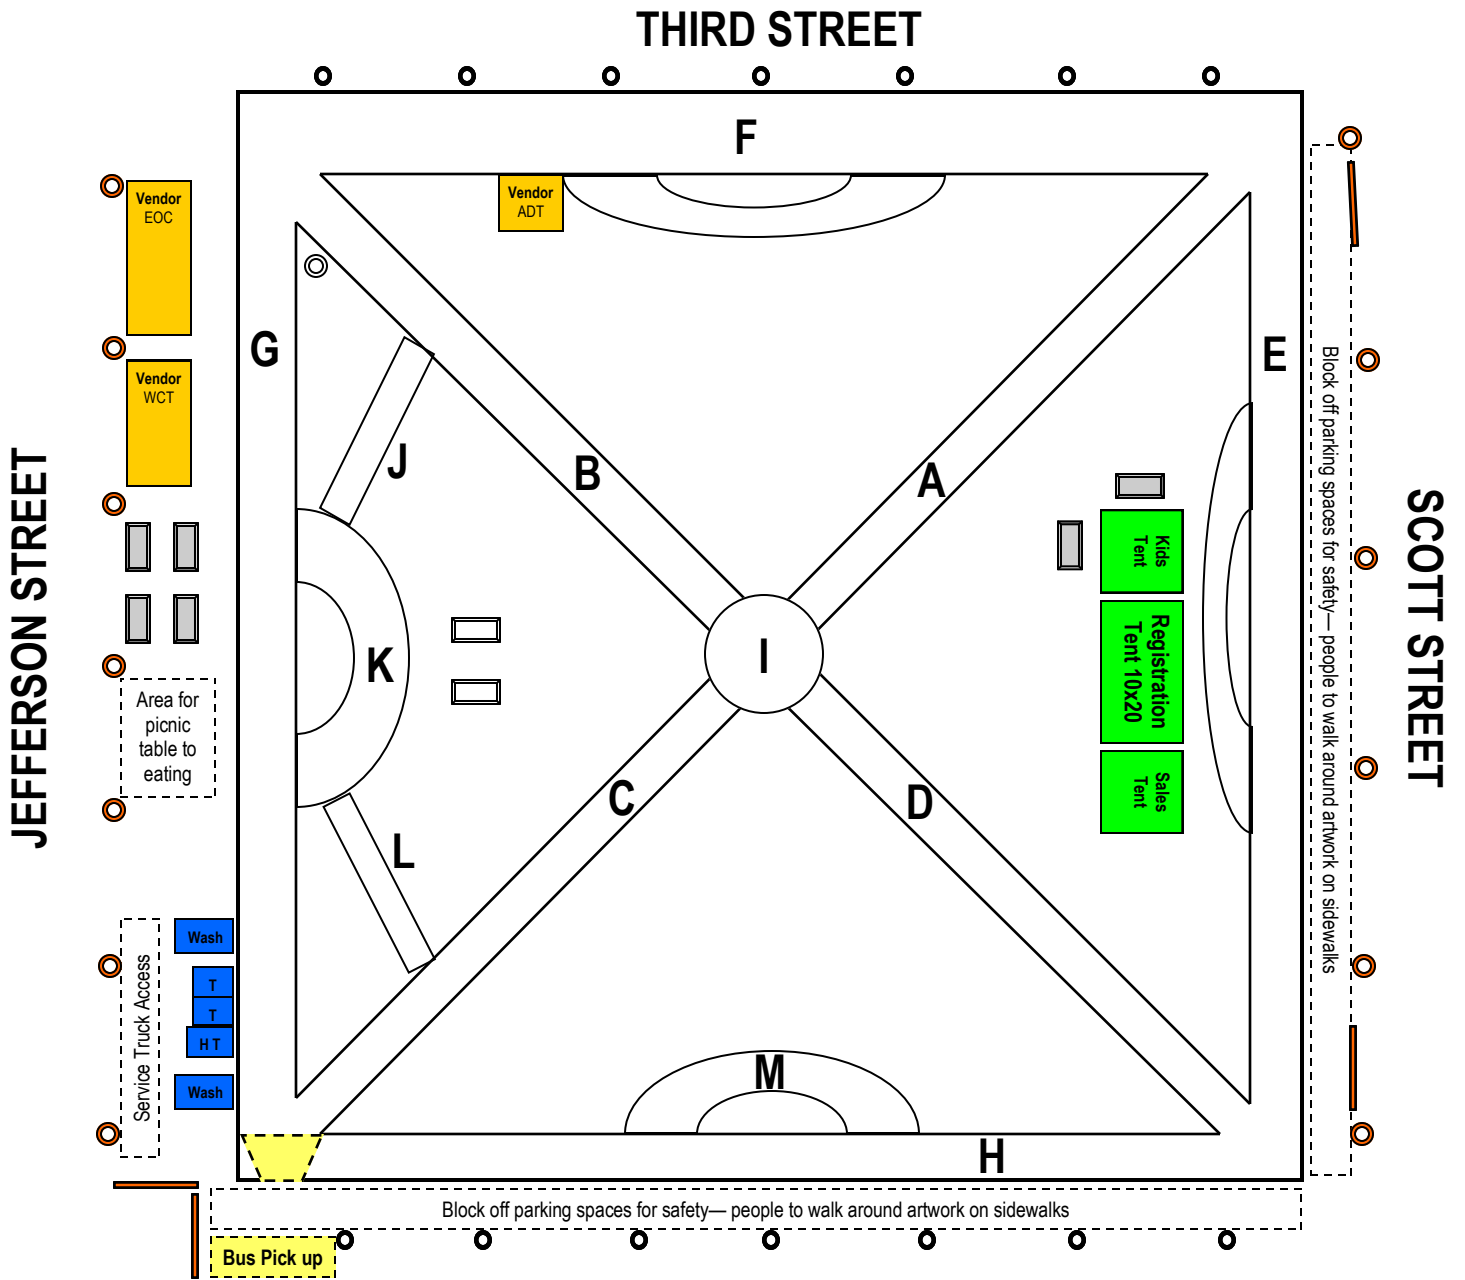 THIRD STREET
F
Vendor
EOC
Vendor
ADT
G
E
Vendor
WCT
J
B
A
JEFFERSON STREET
SCOTT STREET
Block off parking spaces for safety— people to walk around artwork on sidewalks
Kids
Tent
Registration
Tent 10x20
Sales
Tent
K
I
Area for
picnic
table to
eating
C
D
L
Wash
T
T
H T
Wash
Service Truck Access
M
H
Block off parking spaces for safety— people to walk around artwork on sidewalks
Bus Pick up